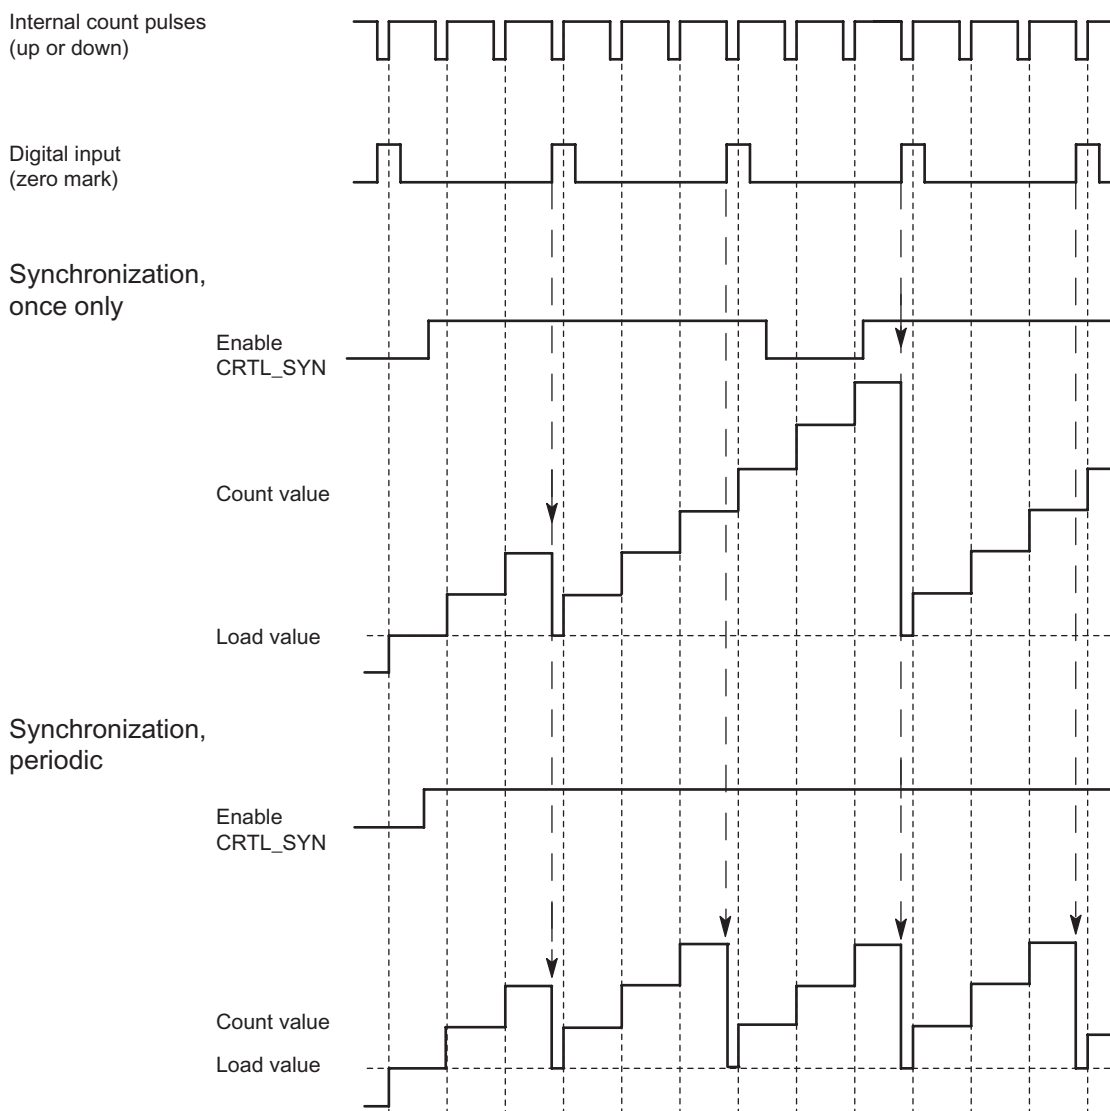 Internal count pulses
(up or down)
Digital input
(zero mark)
Synchronization,
once only
Enable
CRTL_SYN
Count value
Load value
Synchronization,
periodic
Enable
CRTL_SYN
Count value
Load value